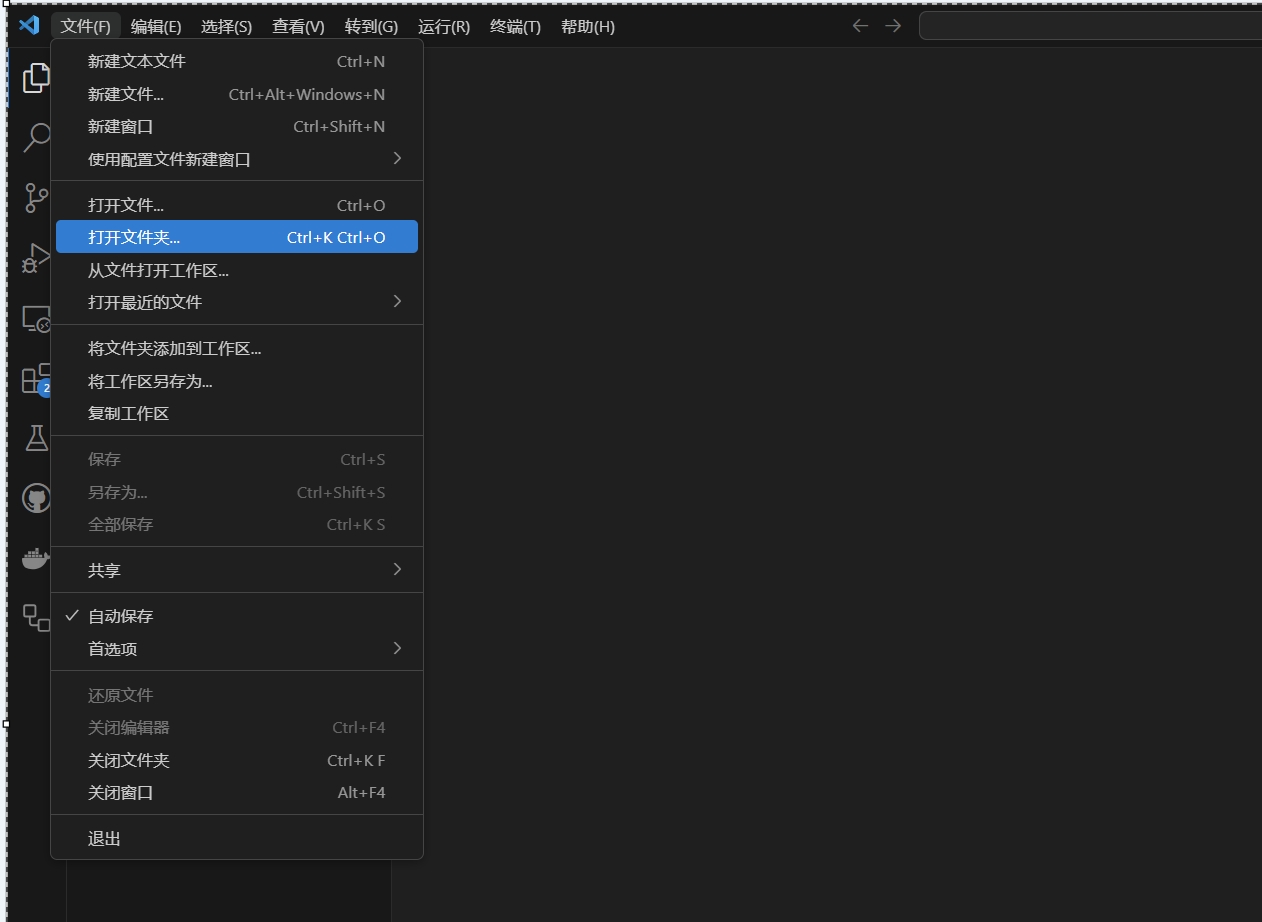 文件(F) 编辑(E) 选择(S) 查看(V) 转到(G) 运行(R) 终端(T) 帮助(H)
新建文本文件 Ctrl+N
新建文件... Ctrl+Alt+Windows+N
新建窗口 Ctrl+Shift+N
使用配置文件新建窗口
打开文件... Ctrl+O
打开文件夹... Ctrl+K Ctrl+O
从文件打开工作区...
打开最近的文件
将文件夹添加到工作区...
2
将工作区另存为...
复制工作区
保存 Ctrl+S
另存为... Ctrl+Shift+S
全部保存 Ctrl+K S
共享
自动保存
首选项
还原文件
关闭编辑器 Ctrl+F4
关闭文件夹 Ctrl+K F
关闭窗口 Alt+F4
退出